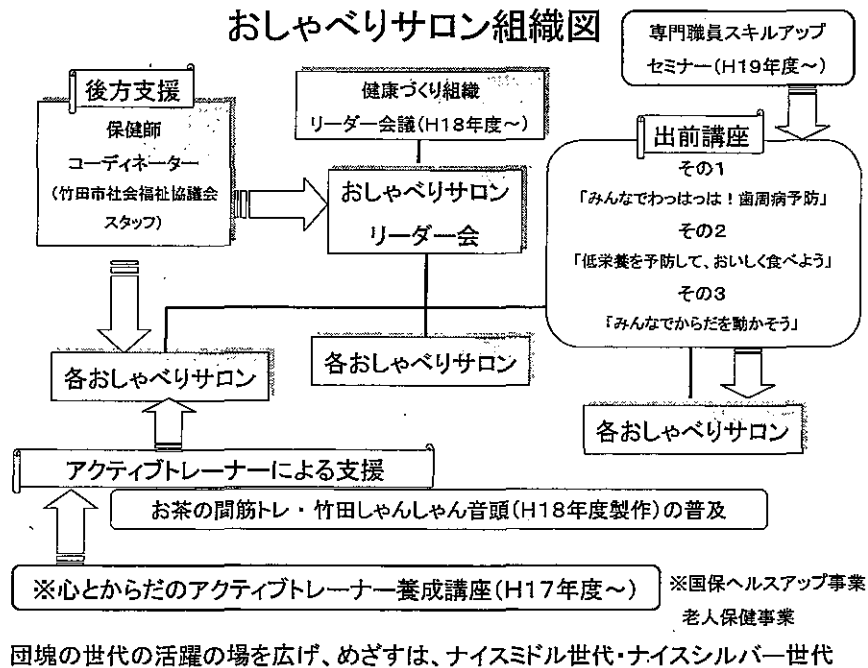 おしゃべりサロン組織図
専門職員スキルアップ
セミナー(H19年度～)
後方支援
保健師
コーディネーター
(竹田市社会福祉協議会
スタッフ)
健康づくり組織
リーダー会議(H18年度～)
おしゃべりサロン
リーダー会
出前講座
その1
「みんなでわっはっは！歯周病予防」
その2
「低栄養を予防して、おいしく食べよう」
その3
「みんなでからだを動かそう」
各おしゃべりサロン
各おしゃべりサロン
各おしゃべりサロン
アクティブトレーナーによる支援
お茶の間筋トレ・竹田しゃんしゃん音頭(H18年度製作)の普及
※心とからだのアクティブトレーナー養成講座(H17年度～)
※国保ヘルスアップ事業
老人保健事業
団塊の世代の活躍の場を広げ、めざすは、ナイスミドル世代・ナイスシルバー世代